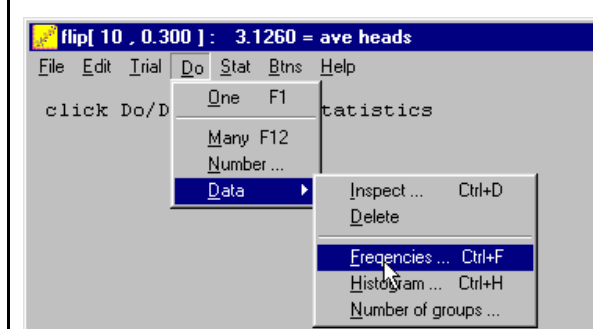 flip[ 10 , 0.300 ] : 3.1260 = ave heads
File Edit Trial Do Stat Btns Help
click Do/D tatistics
One F1
Many F12
Number ...
Data
Inspect ... Ctrl+D
Delete
Freqencies ... Ctrl+F
Histogram ... Ctrl+H
Number of groups ...